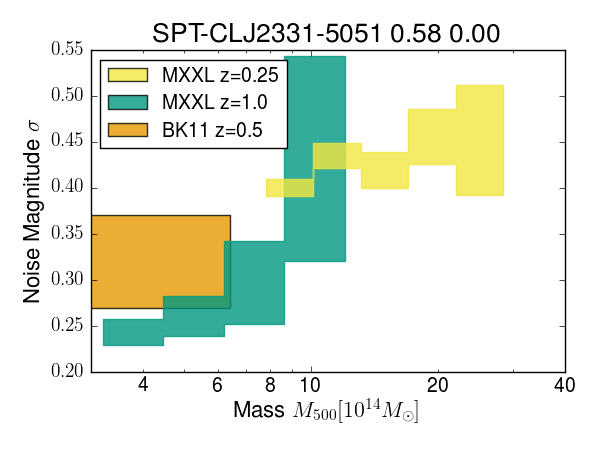 SPT-CLJ2331-5051 0.58 0.00
MXXL z=0.25
MXXL z=1.0
BK11 z=0.5
Noise Magnitude σ
0.55
0.50
0.45
0.40
0.35
0.30
0.25
0.20
4 6 8 10 20 40
Mass M₅₀₀[10¹⁴M⊙]